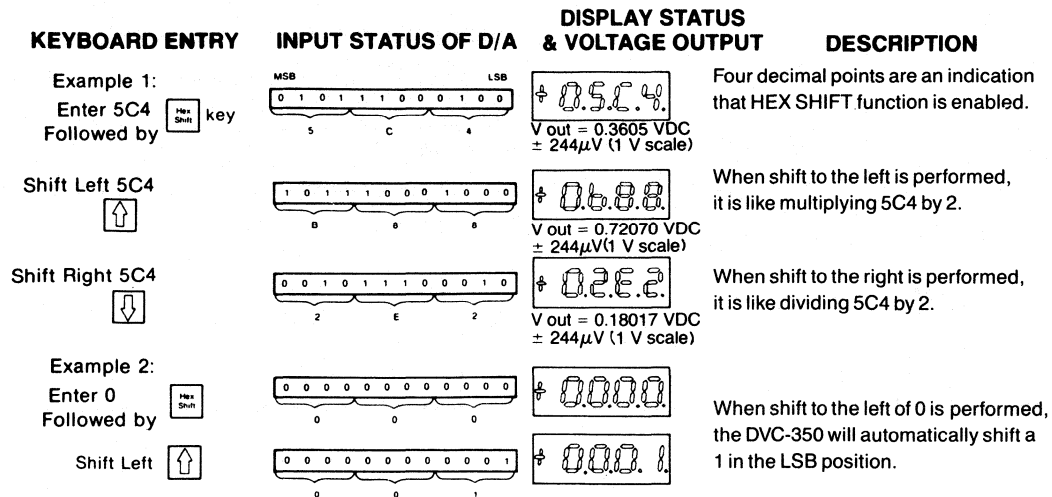 KEYBOARD ENTRY INPUT STATUS OF D/A DISPLAY STATUS & VOLTAGE OUTPUT DESCRIPTION
Example 1:
Enter 5C4
Followed by Hex Shift key
MSB LSB
0 1 0 1 1 1 0 0 0 1 0 0
5 C 4
+ 0.5.C.4.
V out = 0.3605 VDC
± 244µV (1 V scale)
Four decimal points are an indication
that HEX SHIFT function is enabled.
Shift Left 5C4
⇧
1 0 1 1 1 0 0 0 1 0 0 0
B 8 8
+ 0.b.8.8.
V out = 0.72070 VDC
± 244µV(1 V scale)
When shift to the left is performed,
it is like multiplying 5C4 by 2.
Shift Right 5C4
⇩
0 0 1 0 1 1 1 0 0 0 1 0
2 E 2
+ 0.2.E.2.
V out = 0.18017 VDC
± 244µV (1 V scale)
When shift to the right is performed,
it is like dividing 5C4 by 2.
Example 2:
Enter 0
Followed by Hex Shift
0 0 0 0 0 0 0 0 0 0 0 0
0 0 0
+ 0.0.0.0.
Shift Left ⇧
0 0 0 0 0 0 0 0 0 0 0 1
0 0 1
+ 0.0.0.1.
When shift to the left of 0 is performed,
the DVC-350 will automatically shift a
1 in the LSB position.